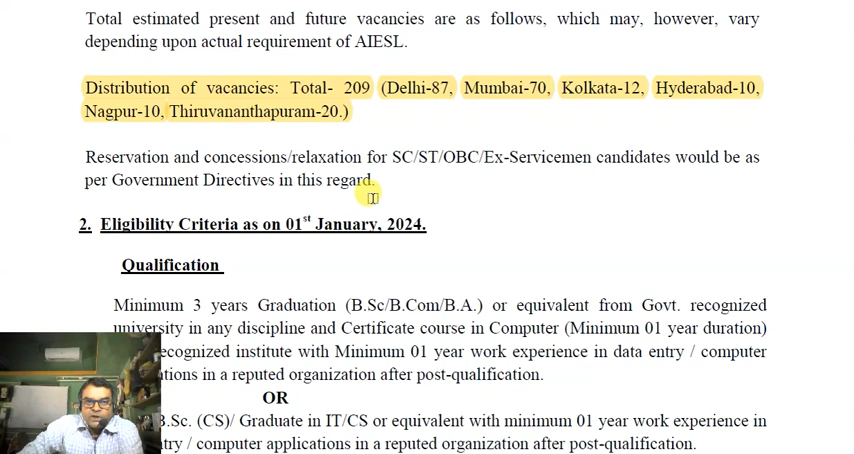 Total estimated present and future vacancies are as follows, which may, however, vary
depending upon actual requirement of AIESL.
Distribution of vacancies: Total- 209 (Delhi-87, Mumbai-70, Kolkata-12, Hyderabad-10,
Nagpur-10, Thiruvananthapuram-20.)
Reservation and concessions/relaxation for SC/ST/OBC/Ex-Servicemen candidates would be as
per Government Directives in this regard.
2. Eligibility Criteria as on 01st January, 2024.
Qualification
Minimum 3 years Graduation (B.Sc/B.Com/B.A.) or equivalent from Govt. recognized
university in any discipline and Certificate course in Computer (Minimum 01 year duration)
recognized institute with Minimum 01 year work experience in data entry / computer
in a reputed organization after post-qualification.
OR
(CS)/ Graduate in IT/CS or equivalent with minimum 01 year work experience in
/ computer applications in a reputed organization after post-qualification.